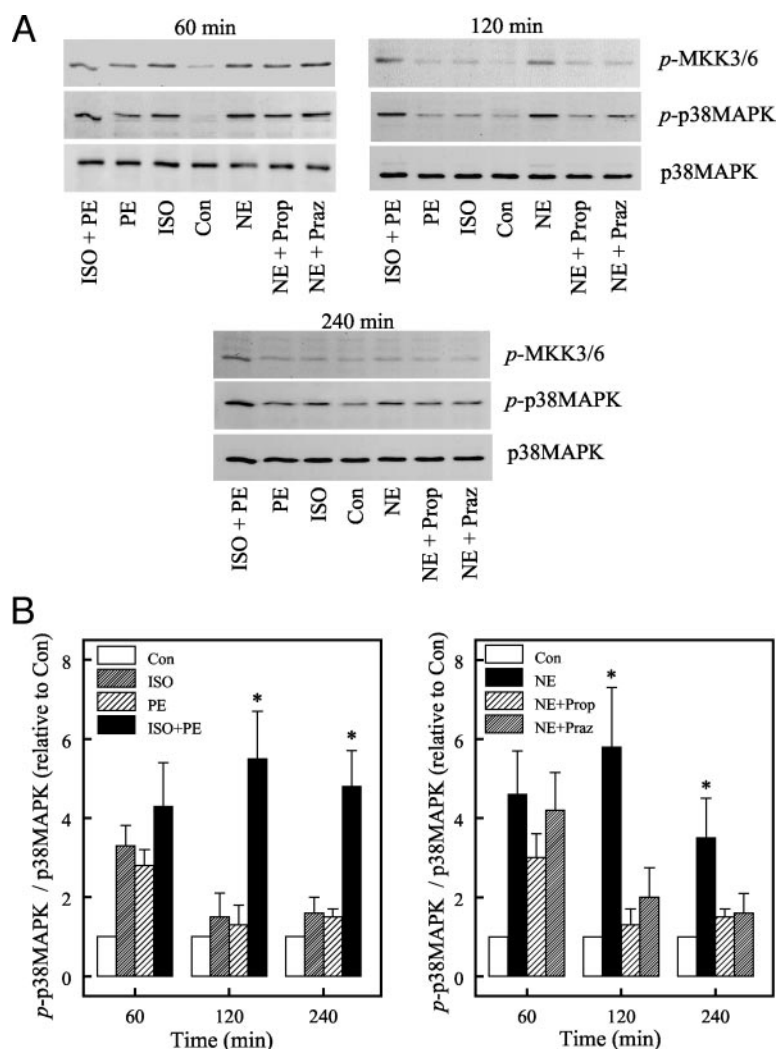 A
60 min
120 min
p-MKK3/6
p-p38MAPK
p38MAPK
ISO + PE
PE
ISO
Con
NE
NE + Prop
NE + Praz
ISO + PE
PE
ISO
Con
NE
NE + Prop
NE + Praz
240 min
p-MKK3/6
p-p38MAPK
p38MAPK
ISO + PE
PE
ISO
Con
NE
NE + Prop
NE + Praz
B
p-p38MAPK / p38MAPK (relative to Con)
8
6
4
2
0
Con
ISO
PE
ISO+PE
*
*
60
120
240
Time (min)
p-p38MAPK / p38MAPK (relative to Con)
8
6
4
2
0
Con
NE
NE+Prop
NE+Praz
*
*
60
120
240
Time (min)